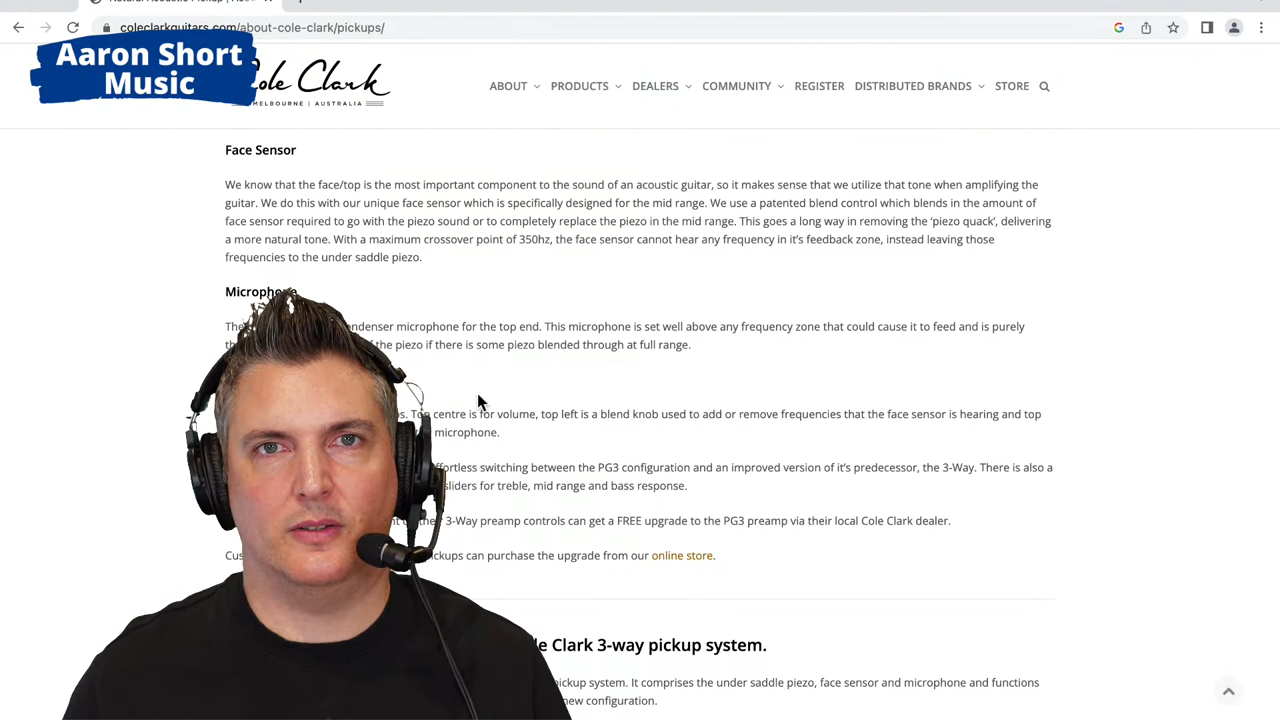 Natural Acoustic Pickup
coleclarkguitars.com/about-cole-clark/pickups/
Aaron Short
Music
Cole Clark
MELBOURNE | AUSTRALIA
ABOUT PRODUCTS DEALERS COMMUNITY REGISTER DISTRIBUTED BRANDS STORE
Face Sensor
We know that the face/top is the most important component to the sound of an acoustic guitar, so it makes sense that we utilize that tone when amplifying the
guitar. We do this with our unique face sensor which is specifically designed for the mid range. We use a patented blend control which blends in the amount of
face sensor required to go with the piezo sound or to completely replace the piezo in the mid range. This goes a long way in removing the ‘piezo quack’, delivering
a more natural tone. With a maximum crossover point of 350hz, the face sensor cannot hear any frequency in it’s feedback zone, instead leaving those
frequencies to the under saddle piezo.
Microphone
condenser microphone for the top end. This microphone is set well above any frequency zone that could cause it to feed and is purely
of the piezo if there is some piezo blended through at full range.
Top centre is for volume, top left is a blend knob used to add or remove frequencies that the face sensor is hearing and top
microphone.
effortless switching between the PG3 configuration and an improved version of it’s predecessor, the 3-Way. There is also a
sliders for treble, mid range and bass response.
their 3-Way preamp controls can get a FREE upgrade to the PG3 preamp via their local Cole Clark dealer.
pickups can purchase the upgrade from our online store.
Cole Clark 3-way pickup system.
pickup system. It comprises the under saddle piezo, face sensor and microphone and functions
new configuration.